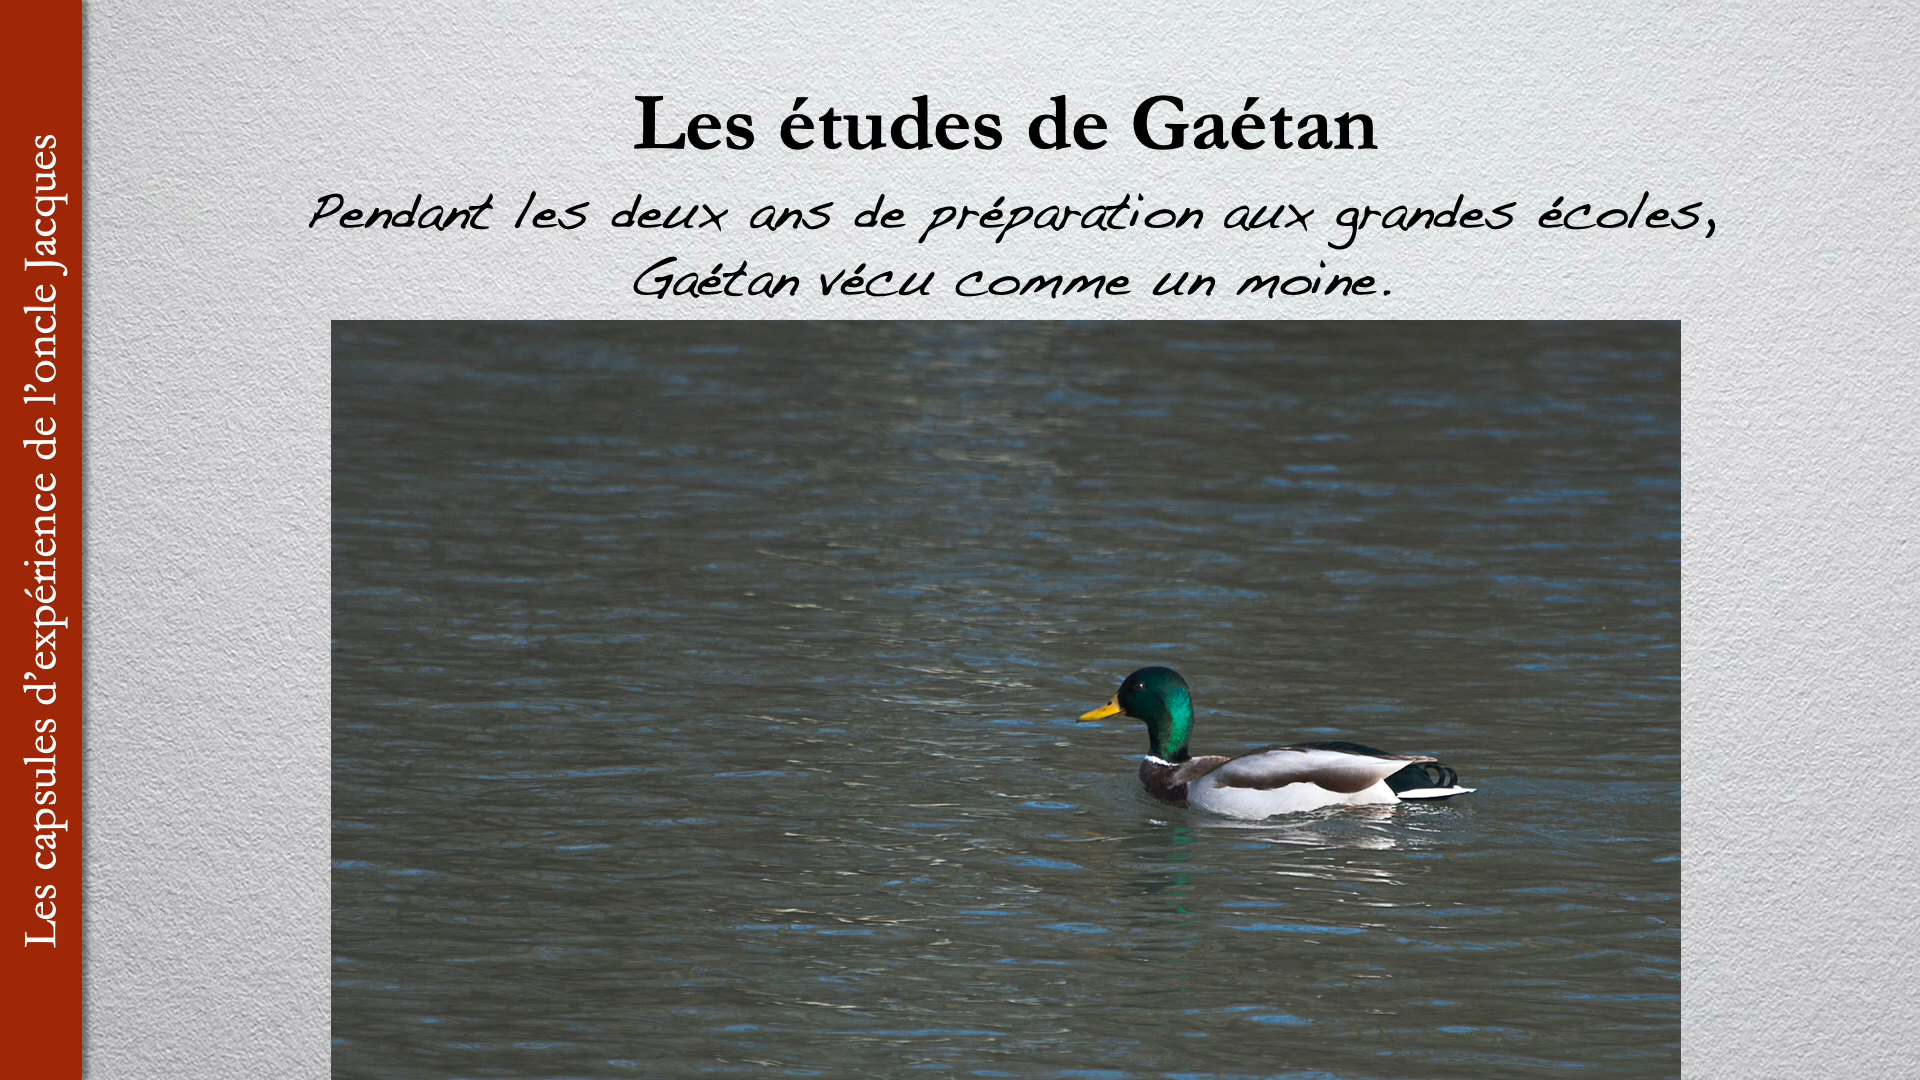 Les capsules d’expérience de l’oncle Jacques
Les études de Gaétan
Pendant les deux ans de préparation aux grandes écoles,
Gaétan vécu comme un moine.